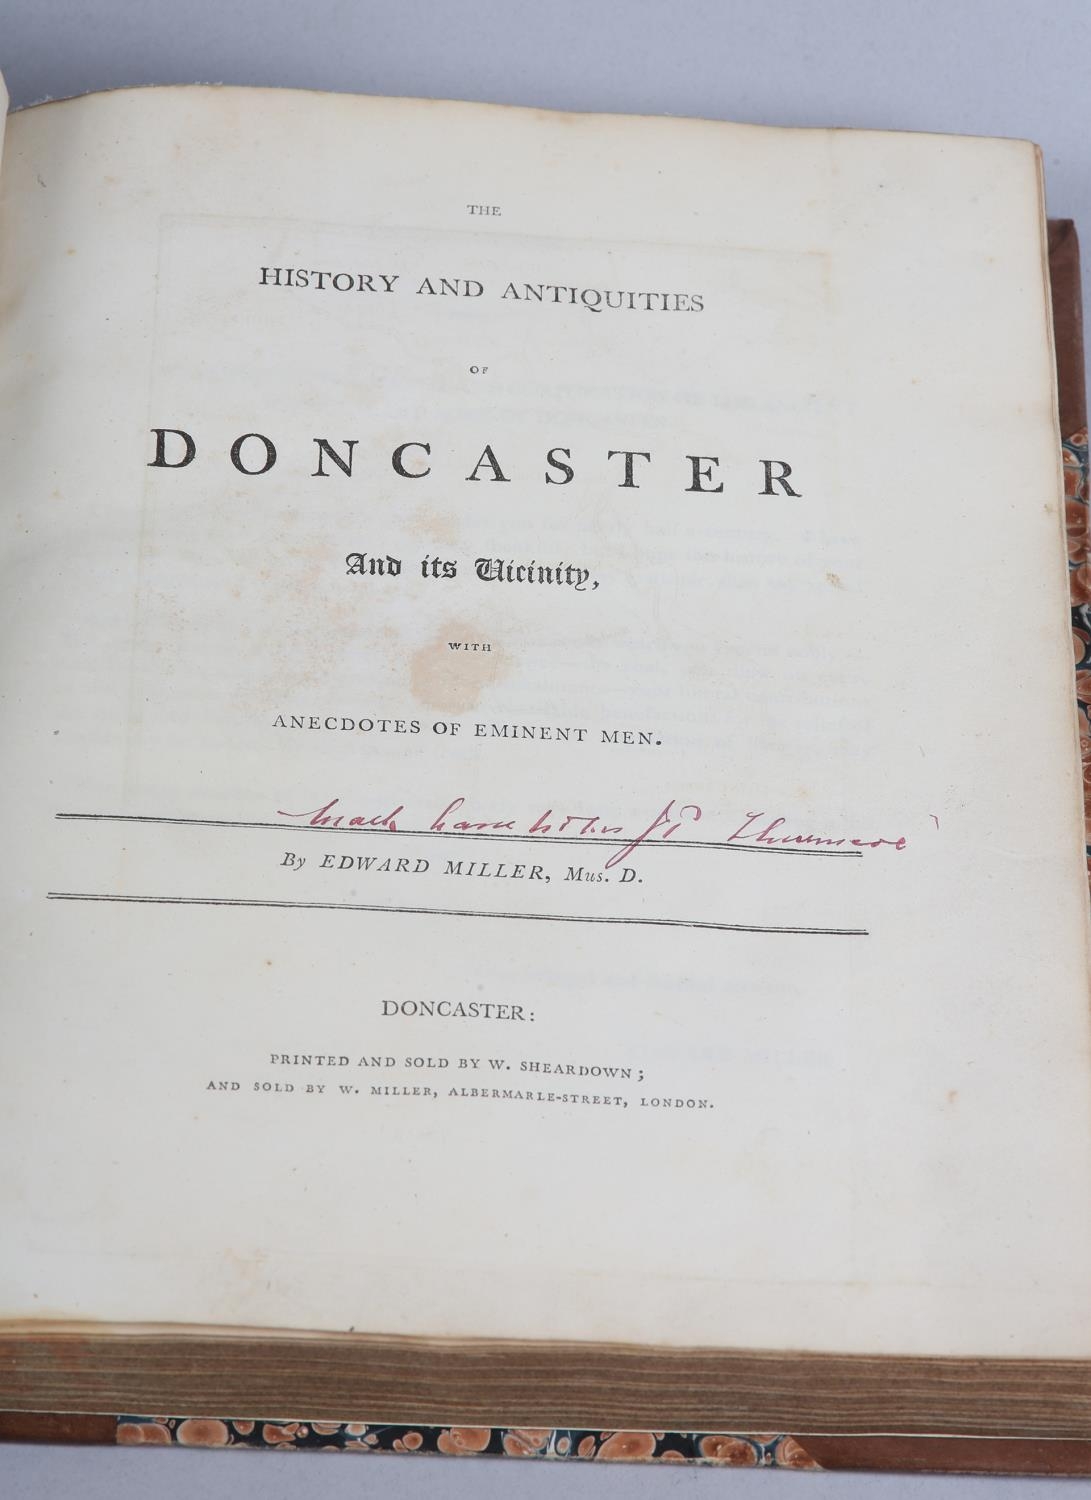 THE
HISTORY AND ANTIQUITIES
OF
DONCASTER
And its Vicinity,
WITH
ANECDOTES OF EMINENT MEN.
By EDWARD MILLER, Mus. D.
DONCASTER:
PRINTED AND SOLD BY W. SHEARDOWN;
AND SOLD BY W. MILLER, ALBERMARLE-STREET, LONDON.